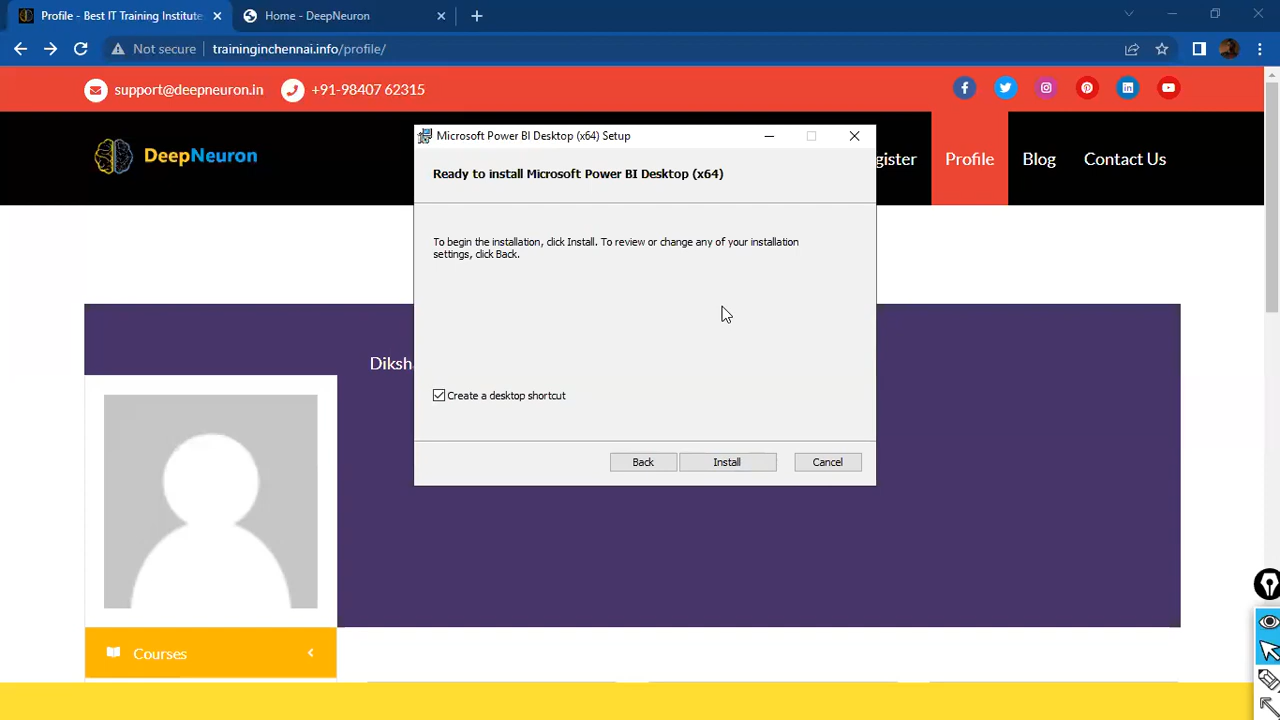 Profile - Best IT Training Institute
Home - DeepNeuron
Not secure
traininginchennai.info/profile/
support@deepneuron.in
+91-98407 62315
DeepNeuron
egister
Profile
Blog
Contact Us
Microsoft Power BI Desktop (x64) Setup
Ready to install Microsoft Power BI Desktop (x64)
To begin the installation, click Install. To review or change any of your installation
settings, click Back.
Create a desktop shortcut
Back
Install
Cancel
Diksha
Courses